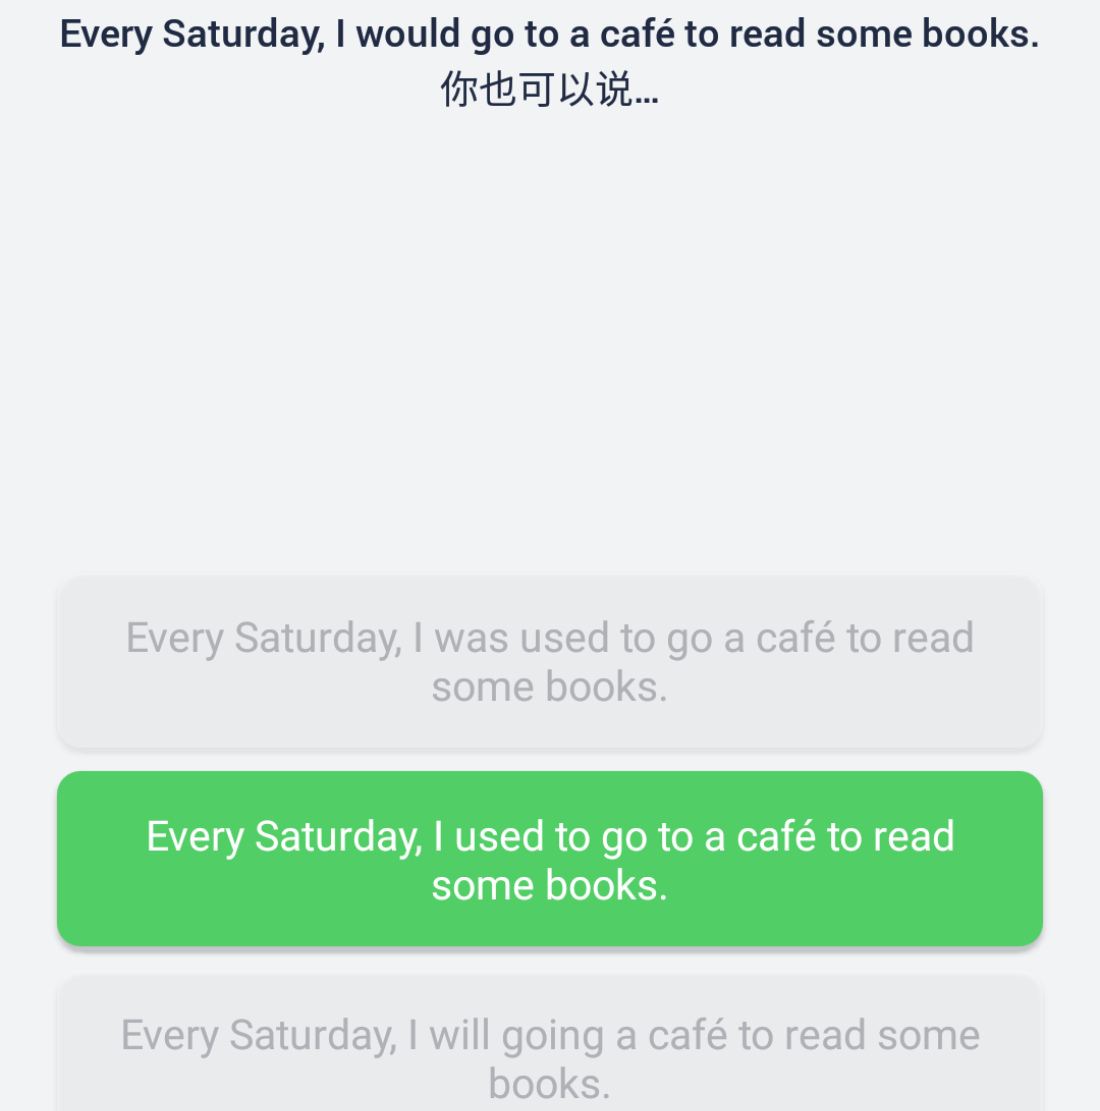 Every Saturday, I would go to a café to read some books.
你也可以说...
Every Saturday, I was used to go a café to read
some books.
Every Saturday, I used to go to a café to read
some books.
Every Saturday, I will going a café to read some
books.